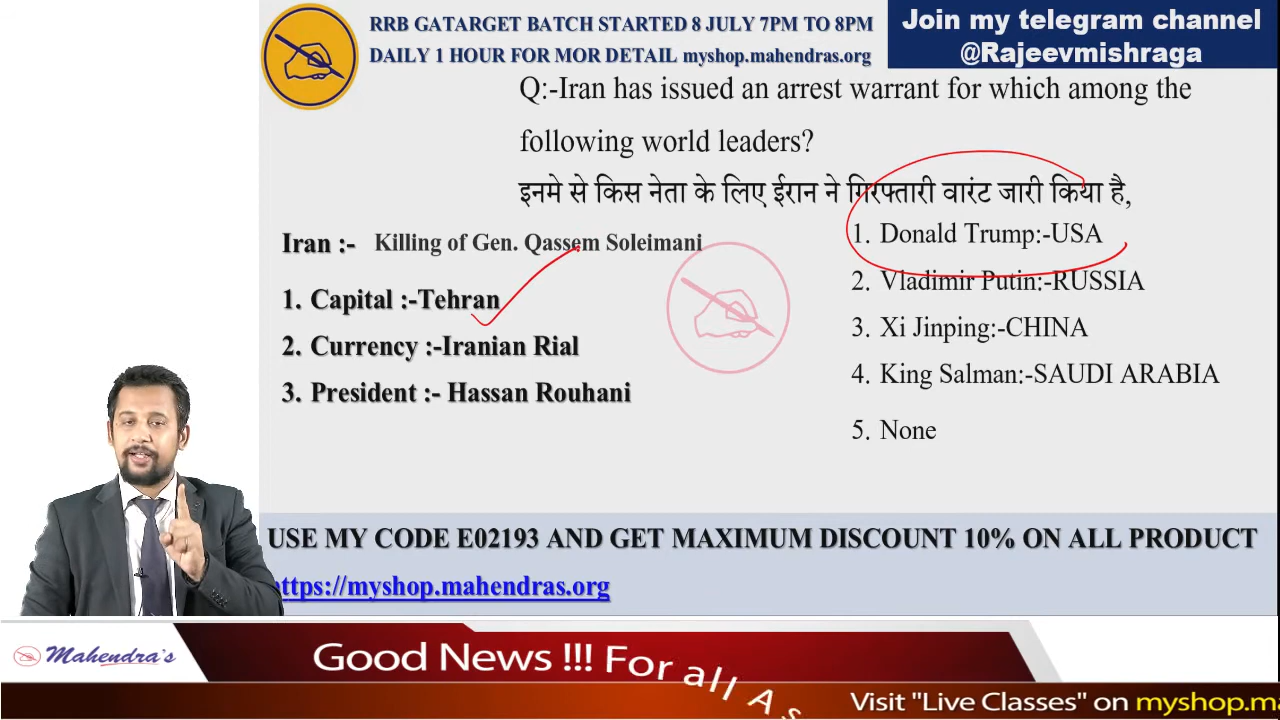 RRB GATARGET BATCH STARTED 8 JULY 7PM TO 8PM
DAILY 1 HOUR FOR MOR DETAIL myshop.mahendras.org
Join my telegram channel
@Rajeevmishraga
Q:-Iran has issued an arrest warrant for which among the
following world leaders?
इनमे से किस नेता के लिए ईरान ने गिरफ्तारी वारंट जारी किया है,
Iran :- Killing of Gen. Qassem Soleimani
1. Capital :-Tehran
2. Currency :-Iranian Rial
3. President :- Hassan Rouhani
1. Donald Trump:-USA
2. Vladimir Putin:-RUSSIA
3. Xi Jinping:-CHINA
4. King Salman:-SAUDI ARABIA
5. None
USE MY CODE E02193 AND GET MAXIMUM DISCOUNT 10% ON ALL PRODUCT
https://myshop.mahendras.org
Mahendra's
Good News !!! For all As
Visit "Live Classes" on myshop.ma